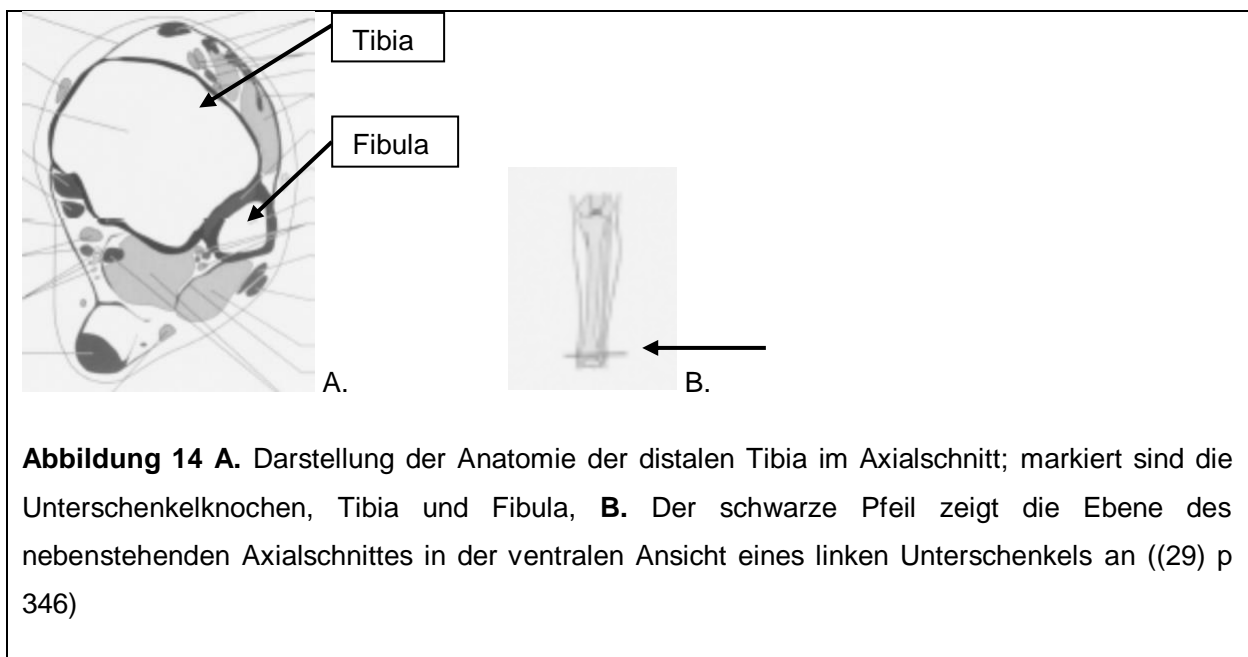 Tibia
Fibula
A.
B.
Abbildung 14 A. Darstellung der Anatomie der distalen Tibia im Axialschnitt; markiert sind die
Unterschenkelknochen, Tibia und Fibula, B. Der schwarze Pfeil zeigt die Ebene des
nebenstehenden Axialschnittes in der ventralen Ansicht eines linken Unterschenkels an ((29) p
346)